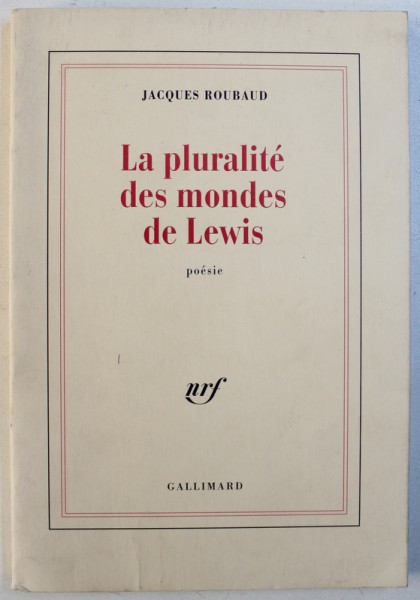 JACQUES ROUBAUD
La pluralité
des mondes
de Lewis
poésie
nrf
GALLIMARD